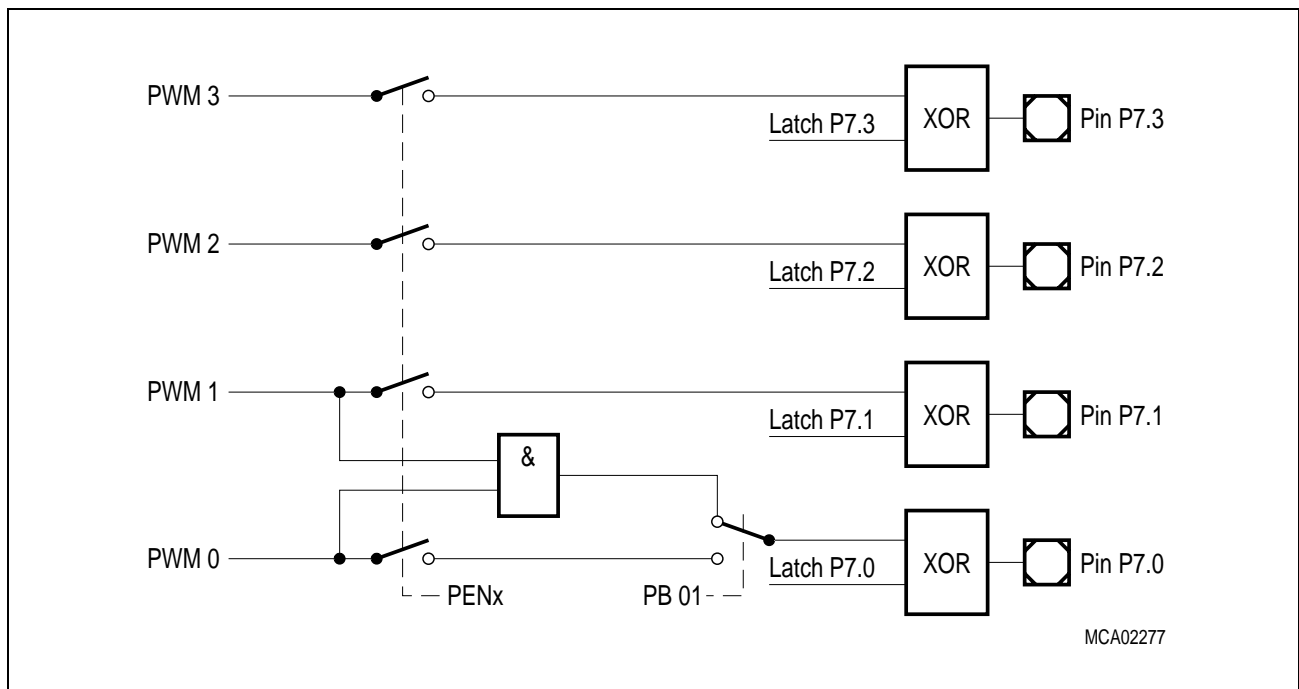 PWM 3
Latch P7.3
XOR
Pin P7.3
PWM 2
Latch P7.2
XOR
Pin P7.2
PWM 1
Latch P7.1
XOR
Pin P7.1
&
PWM 0
Latch P7.0
XOR
Pin P7.0
PENx
PB 01
MCA02277